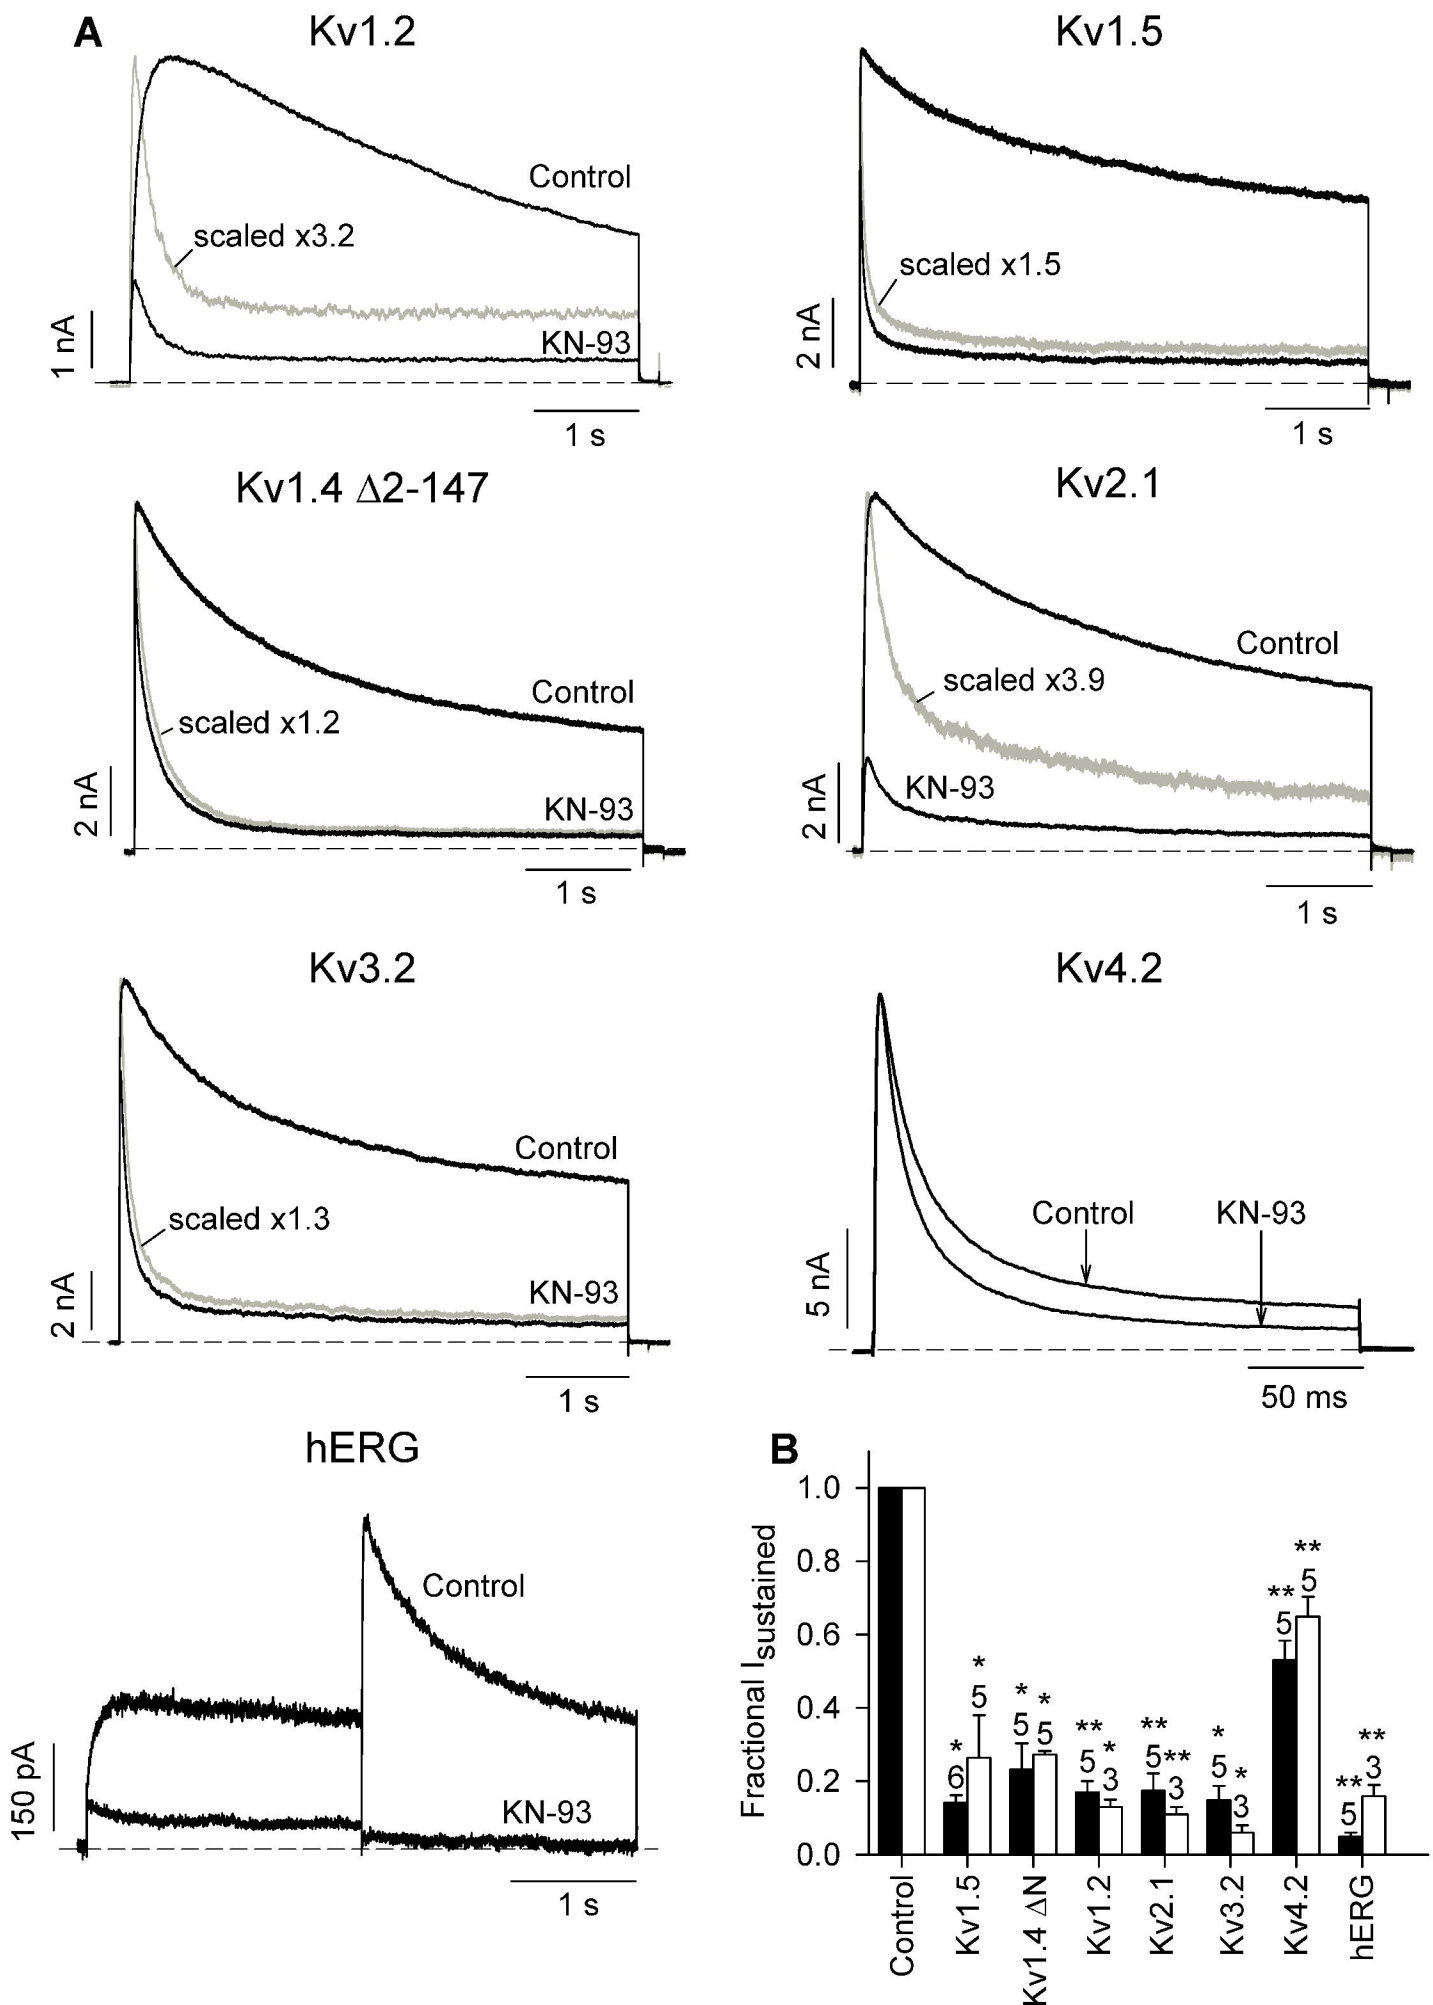 A
Kv1.2
Control
scaled x3.2
KN-93
1 nA
1 s
Kv1.5
scaled x1.5
2 nA
1 s
Kv1.4 Δ2-147
Control
scaled x1.2
KN-93
2 nA
1 s
Kv2.1
Control
scaled x3.9
KN-93
2 nA
1 s
Kv3.2
Control
scaled x1.3
KN-93
2 nA
1 s
Kv4.2
Control
KN-93
5 nA
50 ms
hERG
Control
KN-93
150 pA
1 s
B
Fractional Isustained
1.0
0.8
0.6
0.4
0.2
0.0
*
6
*
5
*
5
*
5
**
5
*
3
**
5
**
3
*
5
*
3
**
5
**
5
**
5
**
3
Control
Kv1.5
Kv1.4 ΔN
Kv1.2
Kv2.1
Kv3.2
Kv4.2
hERG